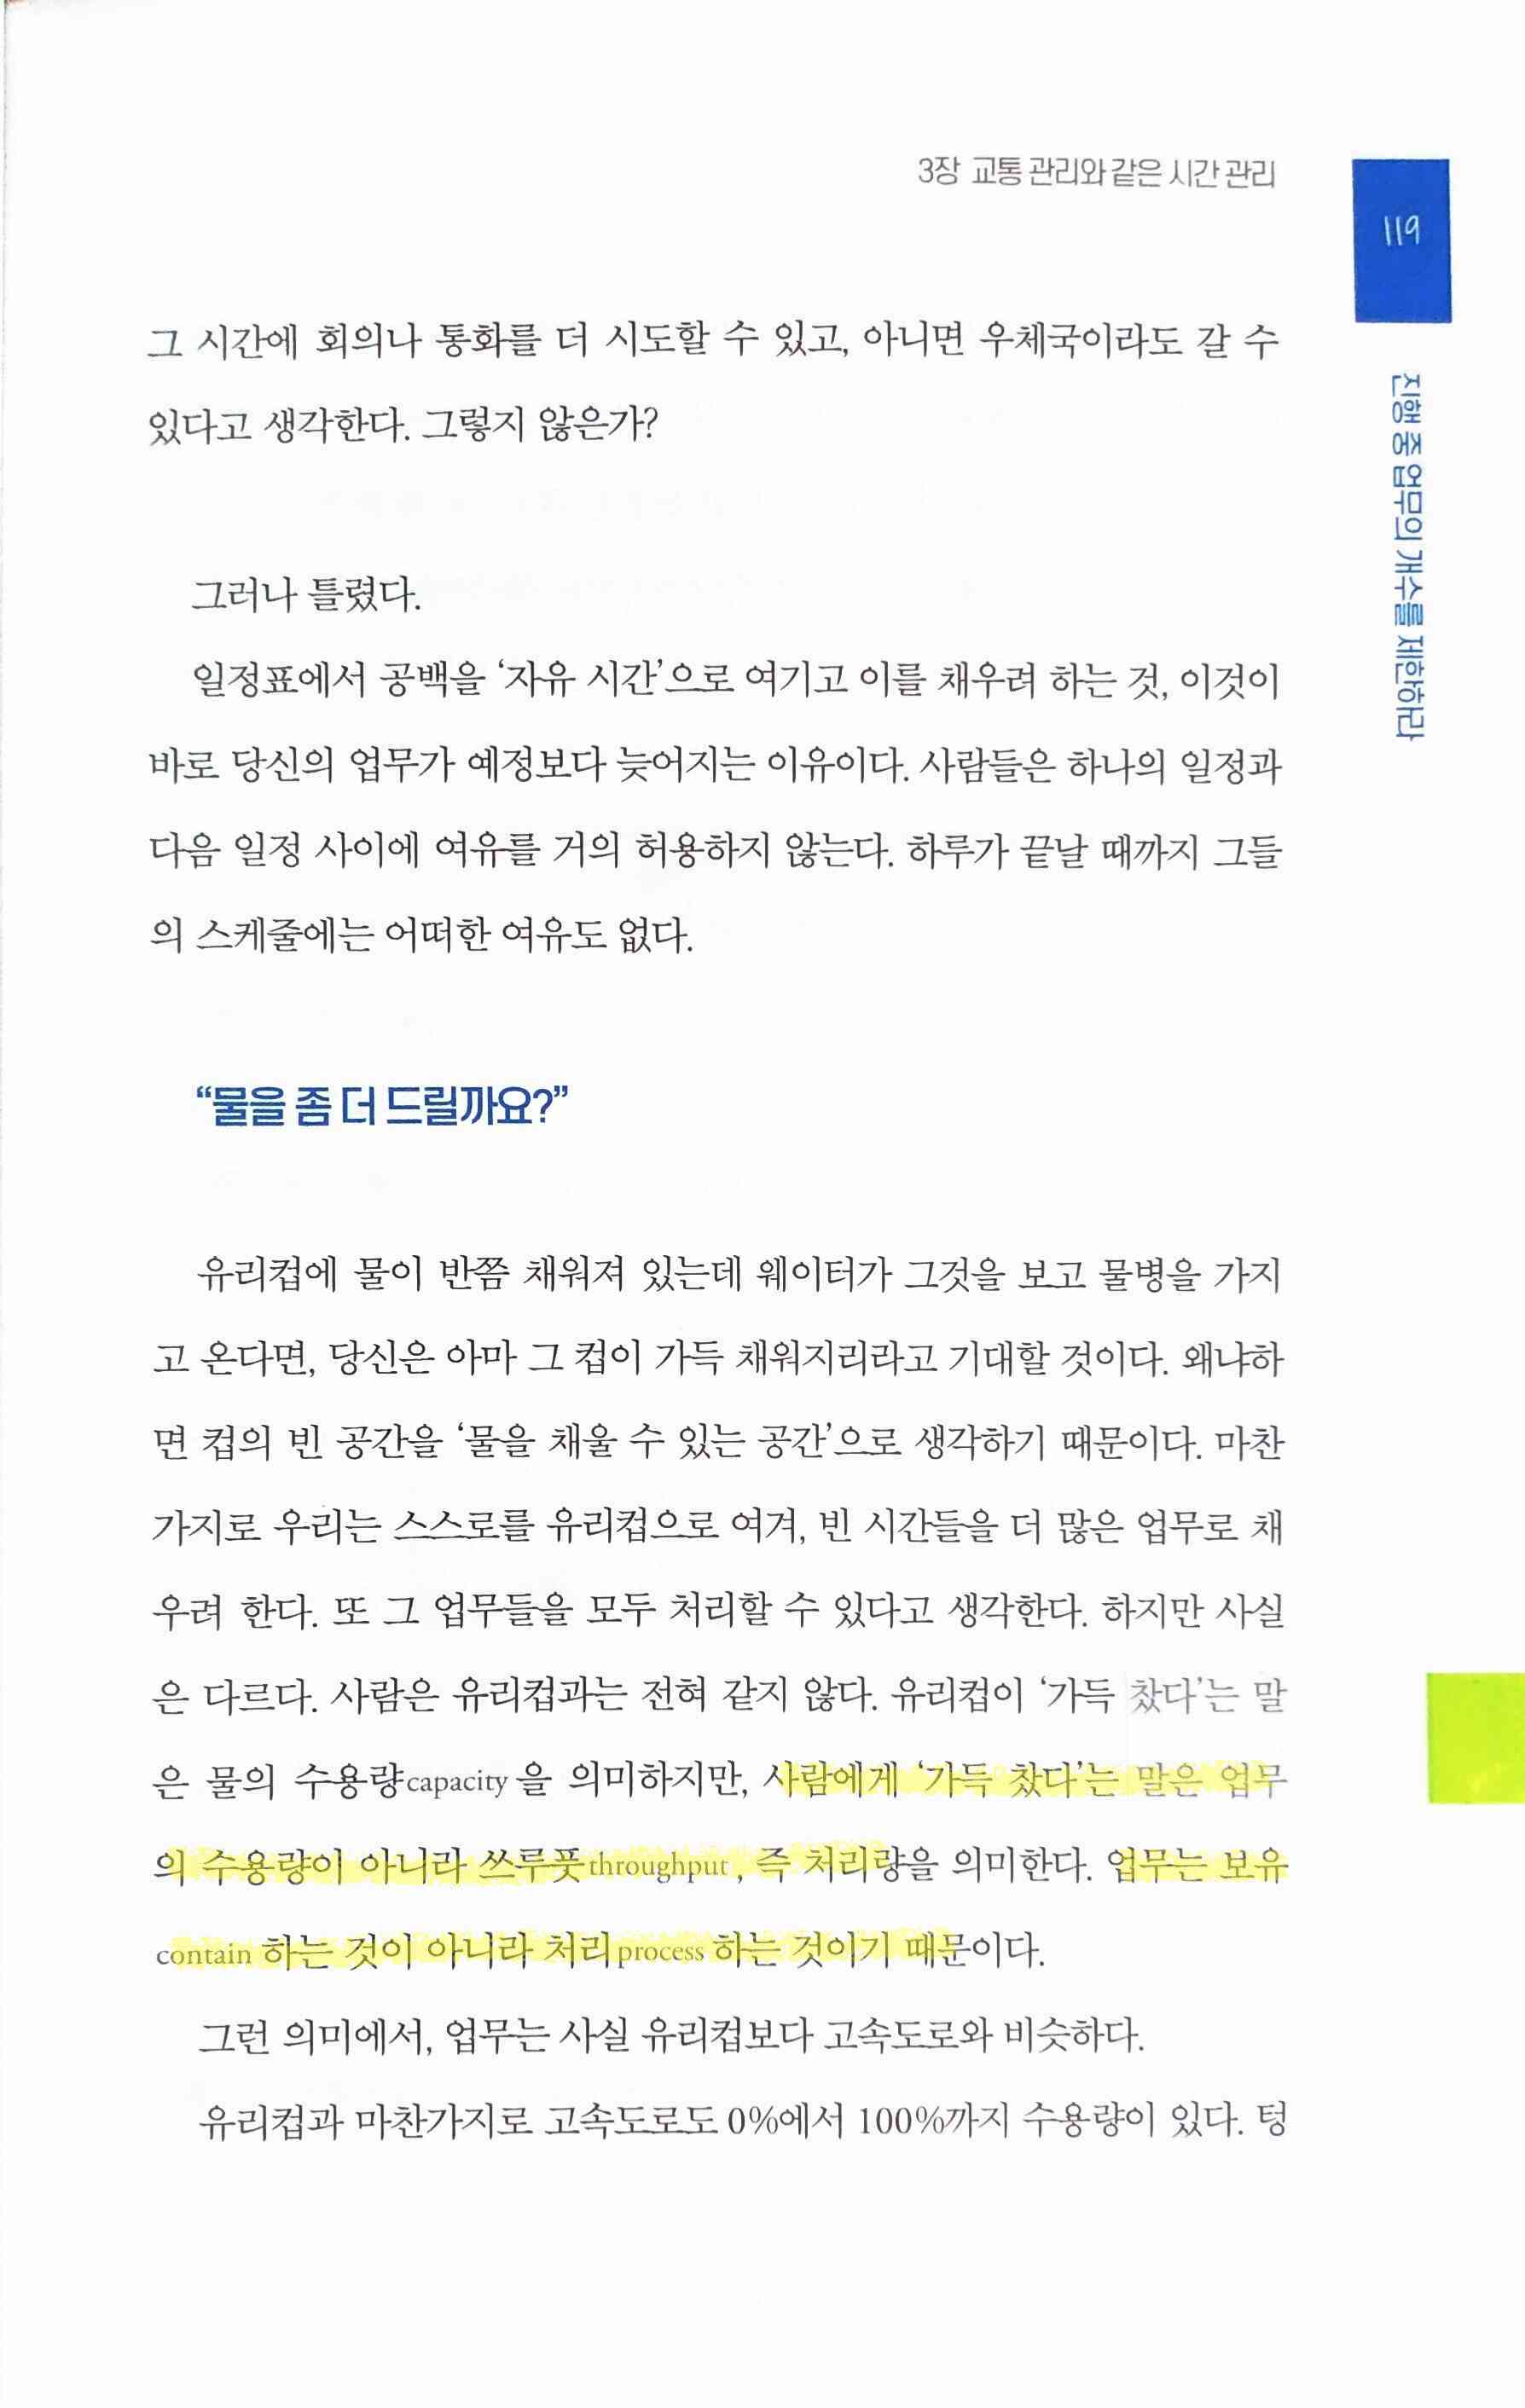 3장 교통 관리와 같은 시간 관리
119
진행 중 업무의 개수를 제한하라
그 시간에 회의나 통화를 더 시도할 수 있고, 아니면 우체국이라도 갈 수
있다고 생각한다. 그렇지 않은가?
그러나 틀렸다.
일정표에서 공백을 ‘자유 시간’으로 여기고 이를 채우려 하는 것, 이것이
바로 당신의 업무가 예정보다 늦어지는 이유이다. 사람들은 하나의 일정과
다음 일정 사이에 여유를 거의 허용하지 않는다. 하루가 끝날 때까지 그들
의 스케줄에는 어떠한 여유도 없다.
“물을 좀 더 드릴까요?”
유리컵에 물이 반쯤 채워져 있는데 웨이터가 그것을 보고 물병을 가지
고 온다면, 당신은 아마 그 컵이 가득 채워지리라고 기대할 것이다. 왜냐하
면 컵의 빈 공간을 ‘물을 채울 수 있는 공간’으로 생각하기 때문이다. 마찬
가지로 우리는 스스로를 유리컵으로 여겨, 빈 시간들을 더 많은 업무로 채
우려 한다. 또 그 업무들을 모두 처리할 수 있다고 생각한다. 하지만 사실
은 다르다. 사람은 유리컵과는 전혀 같지 않다. 유리컵이 ‘가득 찼다’는 말
은 물의 수용량capacity을 의미하지만, 사람에게 ‘가득 찼다’는 말은 업무
의 수용량이 아니라 쓰루풋throughput, 즉 처리량을 의미한다. 업무는 보유
contain 하는 것이 아니라 처리process 하는 것이기 때문이다.
그런 의미에서, 업무는 사실 유리컵보다 고속도로와 비슷하다.
유리컵과 마찬가지로 고속도로도 0%에서 100%까지 수용량이 있다. 텅